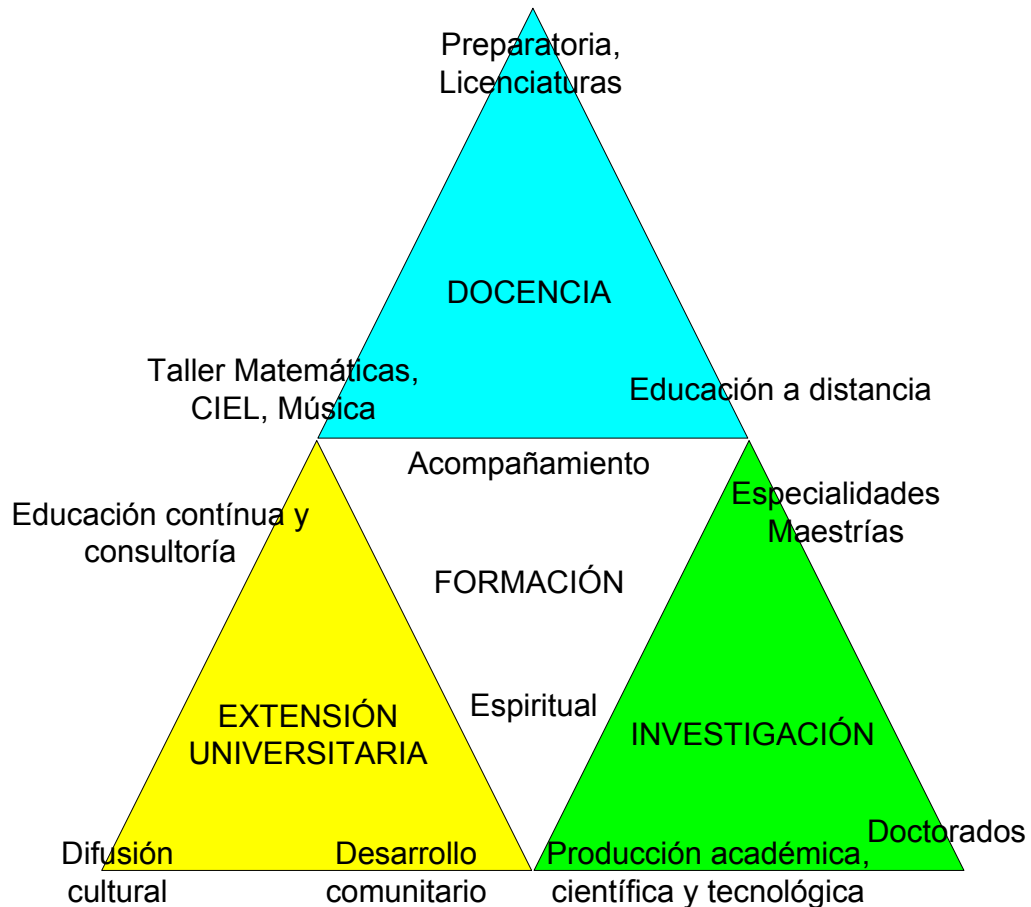 Preparatoria,
Licenciaturas
DOCENCIA
Taller Matemáticas,
CIEL, Música
Educación a distancia
Acompañamiento
Educación contínua y
consultoría
Especialidades
Maestrías
FORMACIÓN
Espiritual
EXTENSIÓN
UNIVERSITARIA
INVESTIGACIÓN
Difusión
cultural
Desarrollo
comunitario
Producción académica,
científica y tecnológica
Doctorados